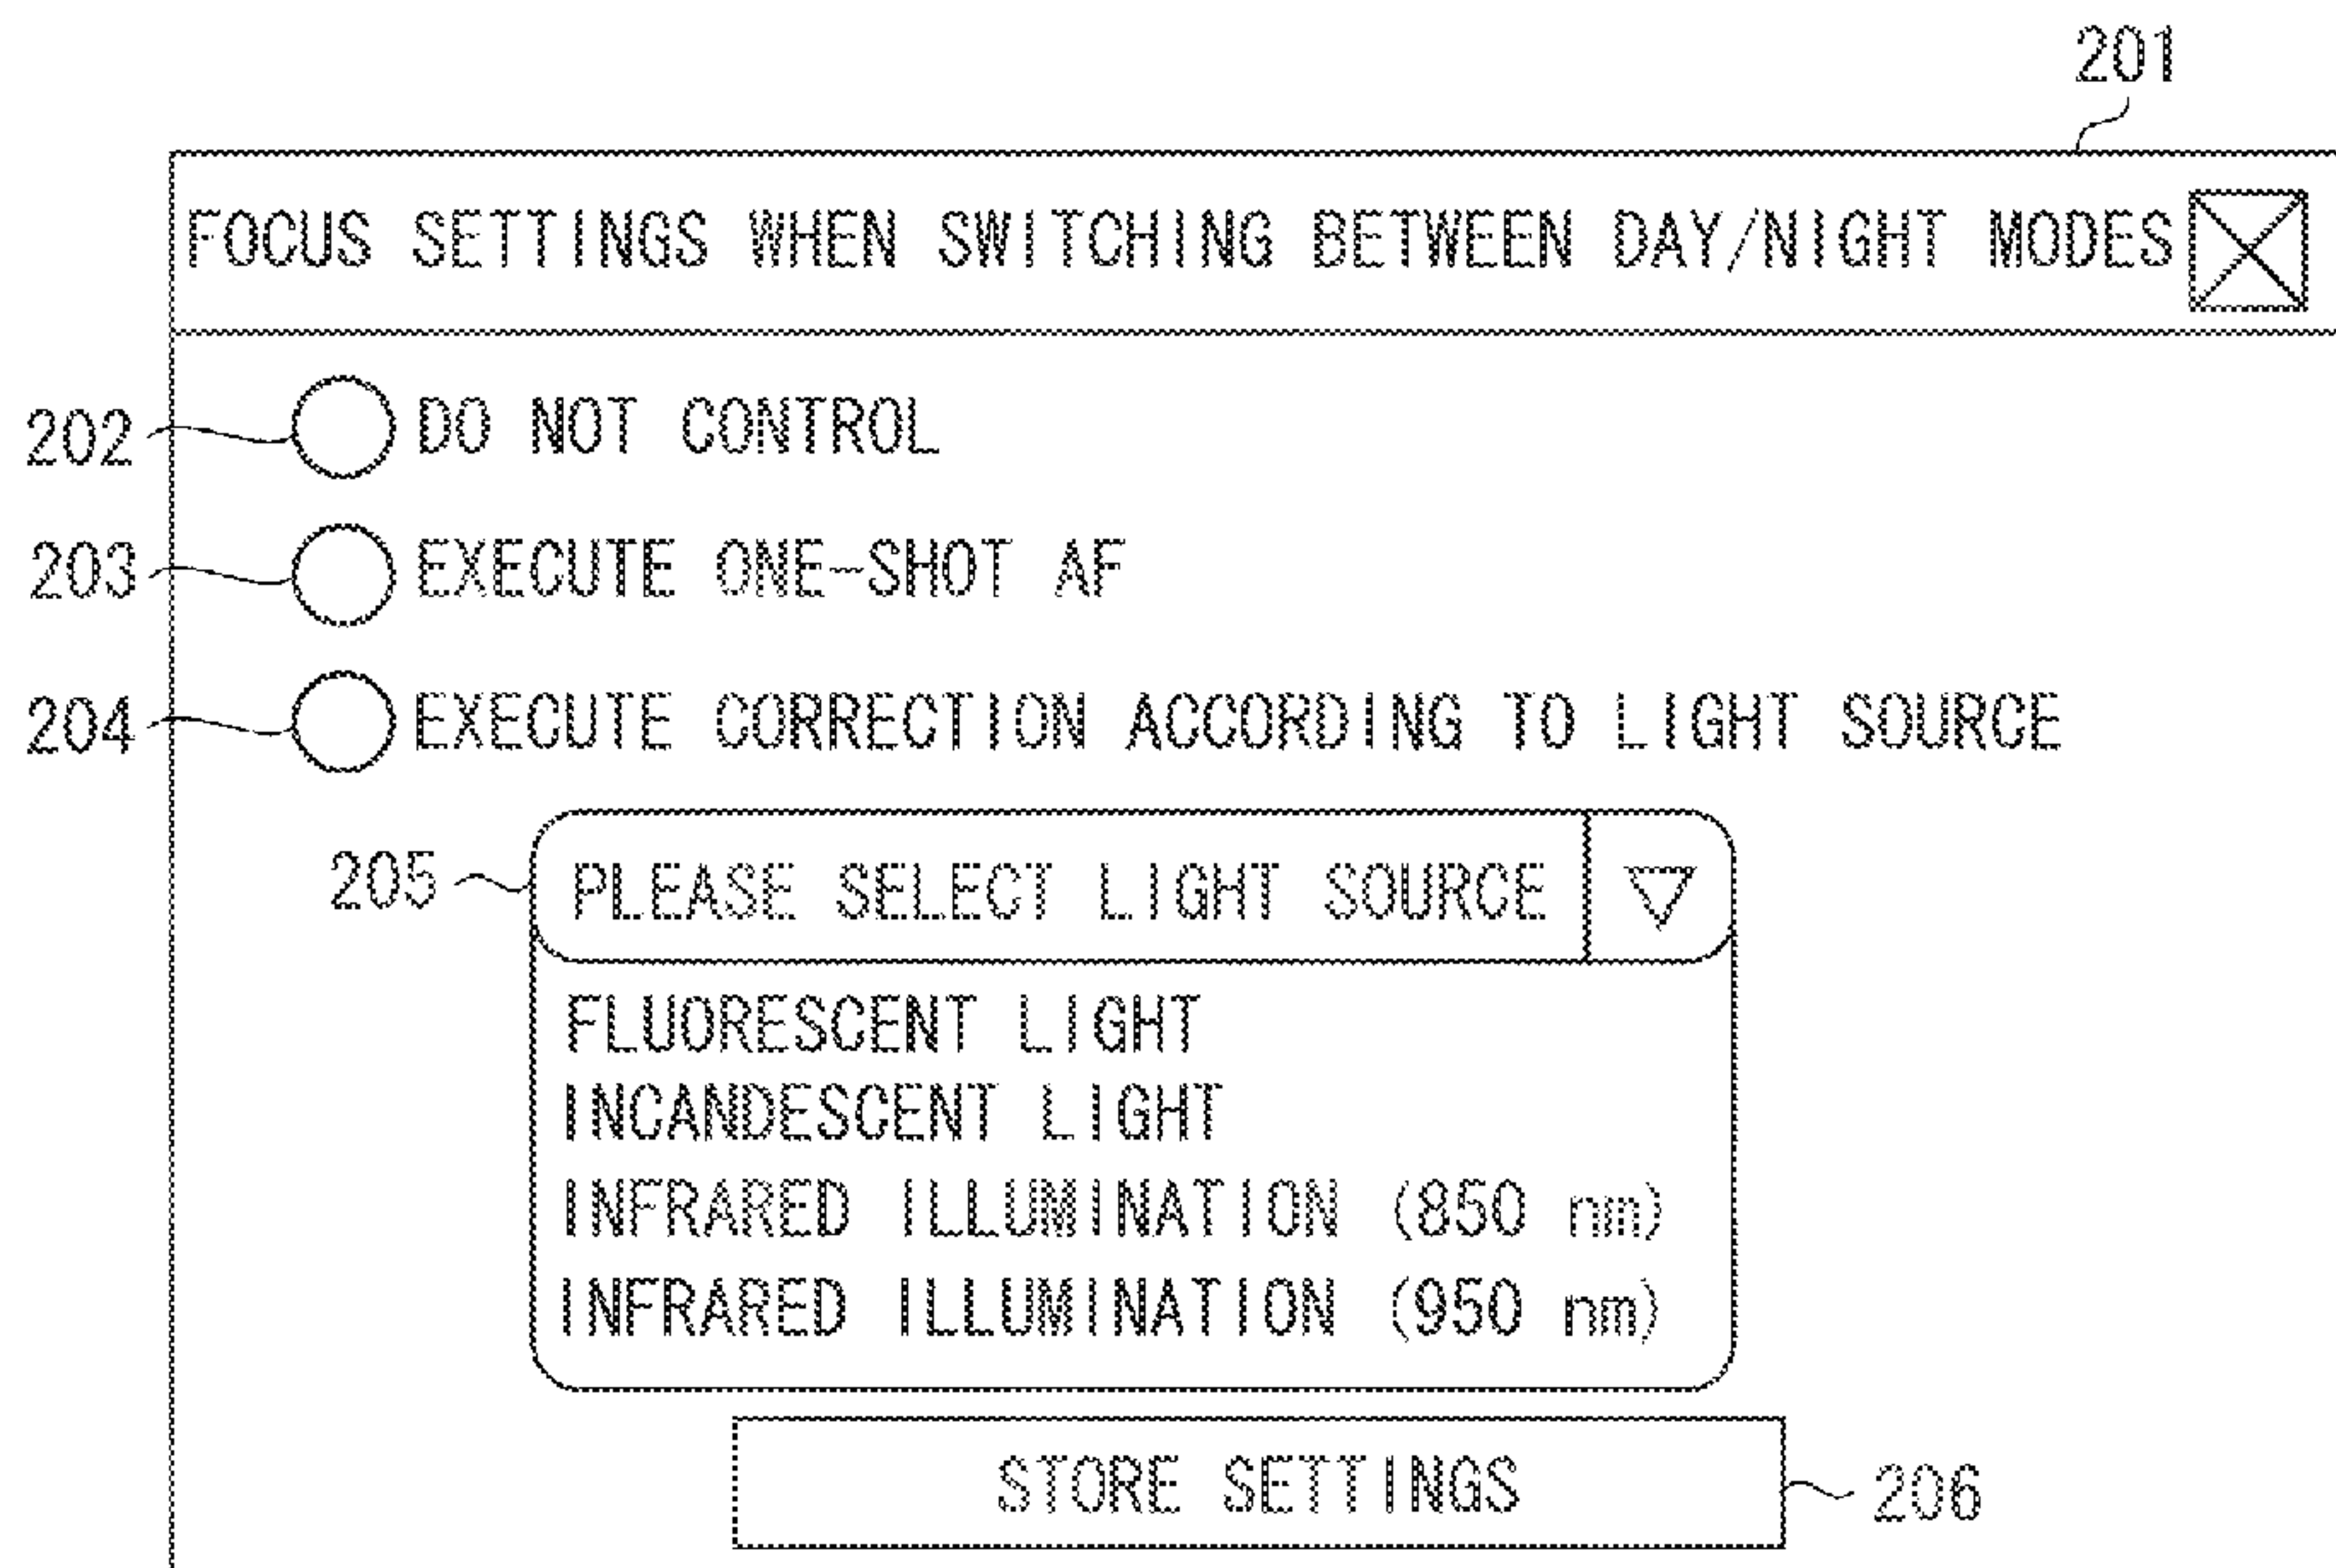 201
FOCUS SETTINGS WHEN SWITCHING BETWEEN DAY/NIGHT MODES
202 DO NOT CONTROL
203 EXECUTE ONE-SHOT AF
204 EXECUTE CORRECTION ACCORDING TO LIGHT SOURCE
205 PLEASE SELECT LIGHT SOURCE
FLUORESCENT LIGHT
INCANDESCENT LIGHT
INFRARED ILLUMINATION (850 nm)
INFRARED ILLUMINATION (950 nm)
STORE SETTINGS 206